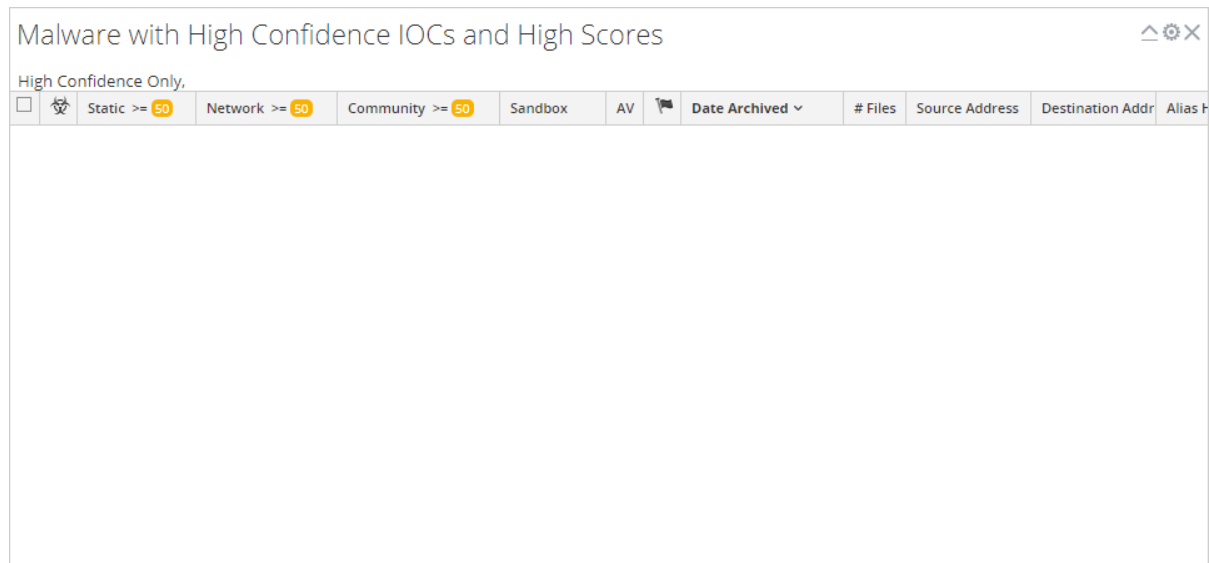 Malware with High Confidence IOCs and High Scores
High Confidence Only,
Static >= 50 Network >= 50 Community >= 50 Sandbox AV Date Archived # Files Source Address Destination Addr Alias H